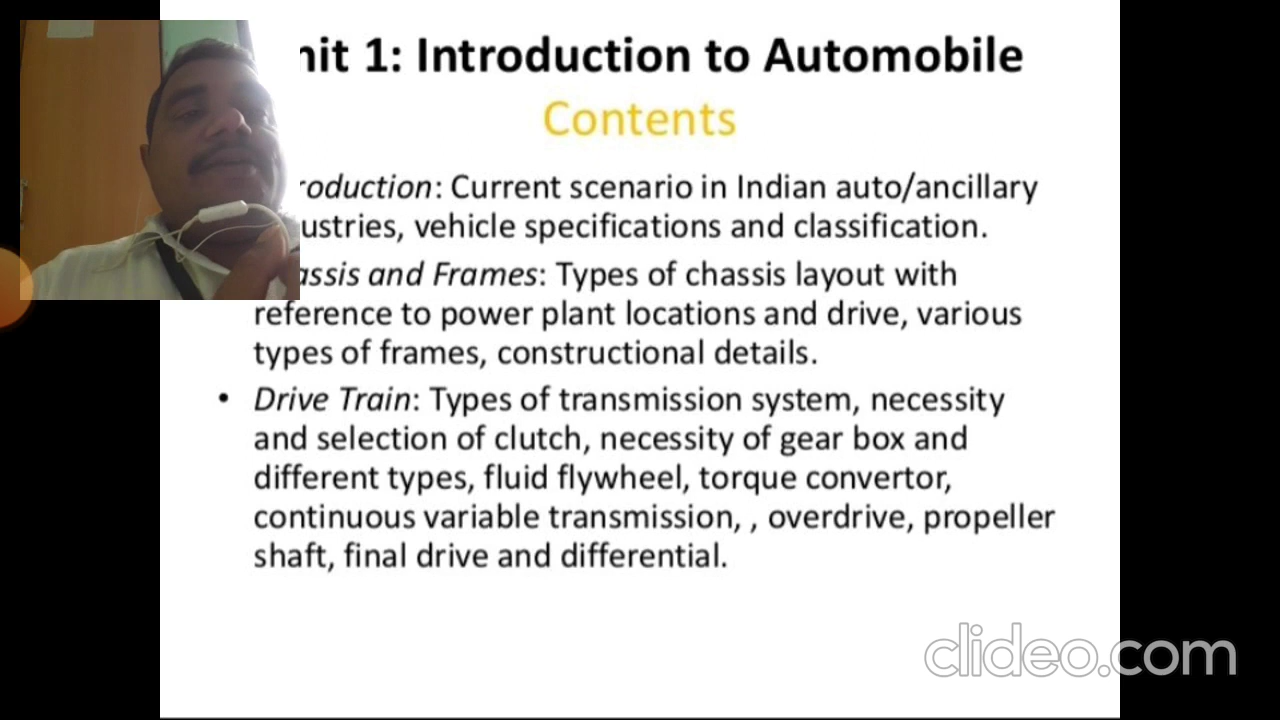 nit 1: Introduction to Automobile
Contents
roduction: Current scenario in Indian auto/ancillary
ustries, vehicle specifications and classification.
assis and Frames: Types of chassis layout with
reference to power plant locations and drive, various
types of frames, constructional details.
• Drive Train: Types of transmission system, necessity
and selection of clutch, necessity of gear box and
different types, fluid flywheel, torque convertor,
continuous variable transmission, , overdrive, propeller
shaft, final drive and differential.
clideo.com